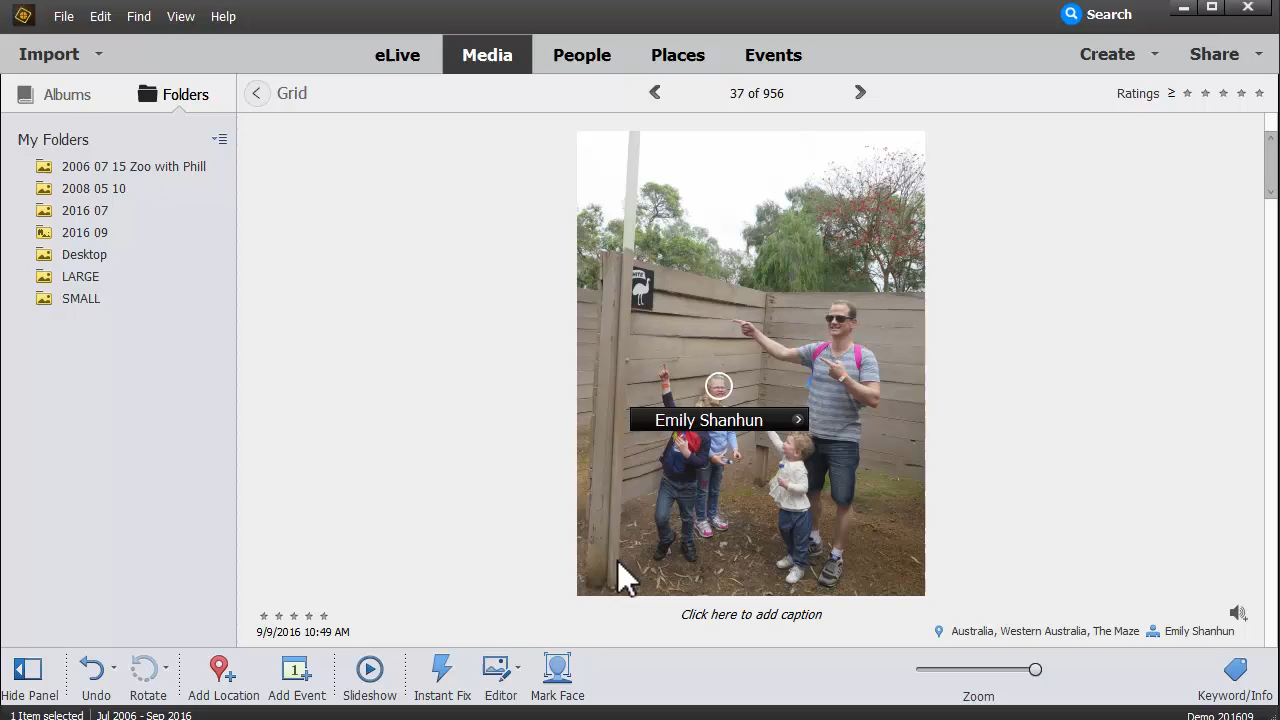 File Edit Find View Help
Search
Import eLive Media People Places Events Create Share
Albums Folders Grid 37 of 956 Ratings ≥
My Folders
2006 07 15 Zoo with Phill
2008 05 10
2016 07
2016 09
Desktop
LARGE
SMALL
Emily Shanhun
Click here to add caption
9/9/2016 10:49 AM
Australia, Western Australia, The Maze Emily Shanhun
1
Hide Panel Undo Rotate Add Location Add Event Slideshow Instant Fix Editor Mark Face Zoom Keyword/Info
1 Item selected Jul 2006 - Sep 2016 Demo 201609